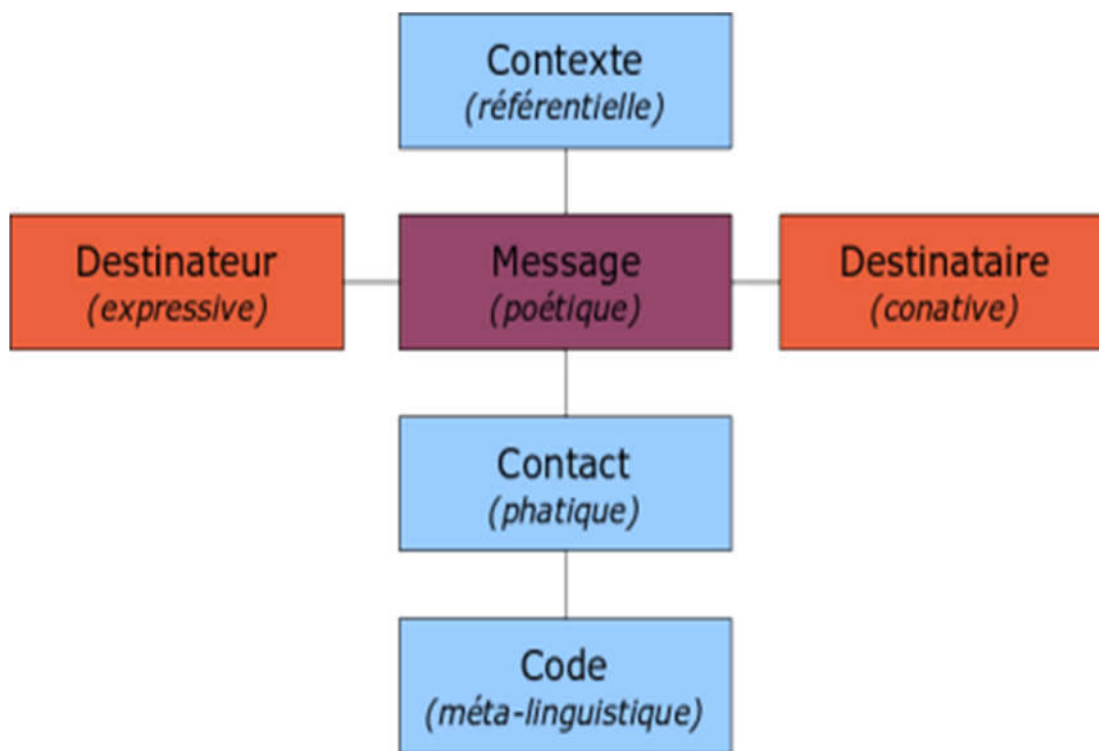 Contexte
(référentielle)
Destinateur
(expressive)
Message
(poétique)
Destinataire
(conative)
Contact
(phatique)
Code
(méta-linguistique)